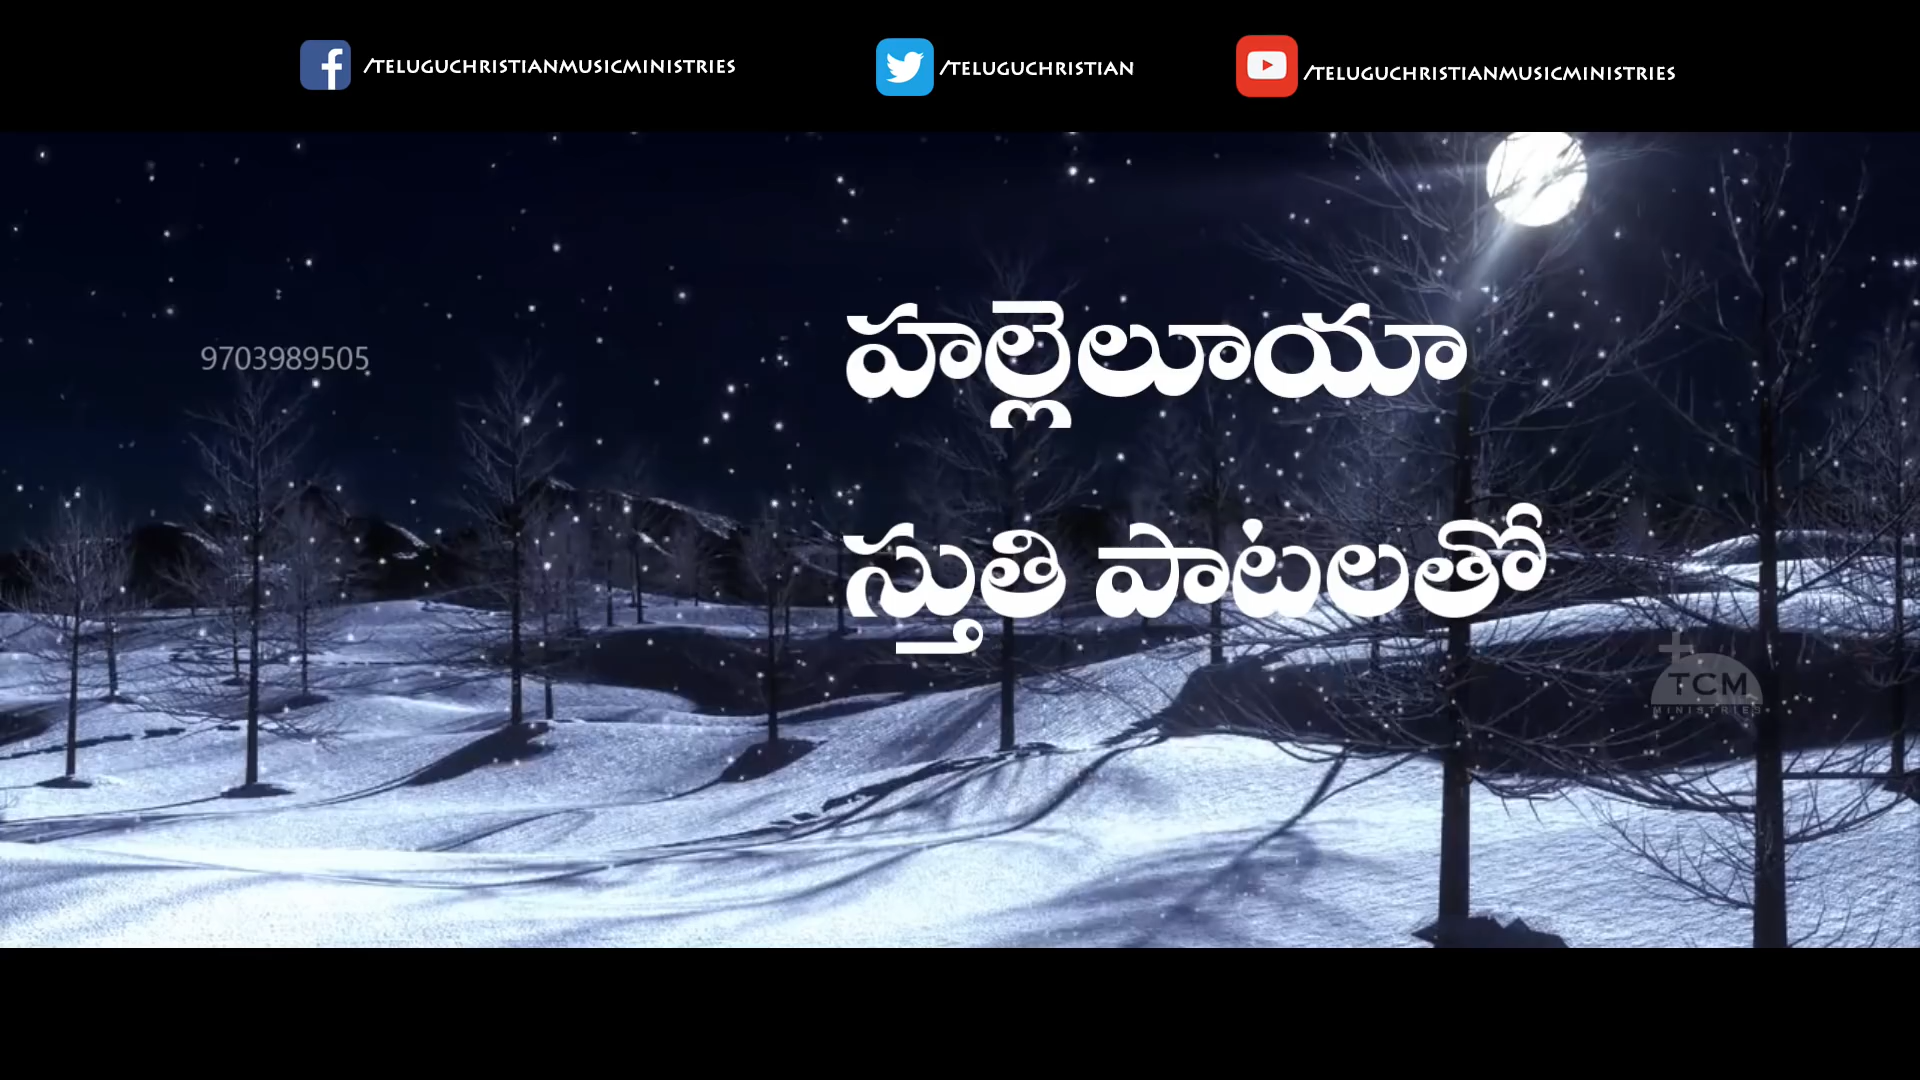 /TELUGUCHRISTIANMUSICMINISTRIES
/TELUGUCHRISTIAN
/TELUGUCHRISTIANMUSICMINISTRIES
9703989505
హల్లెలూయా
స్తుతి పాటలతో
TCM
MINISTRIES